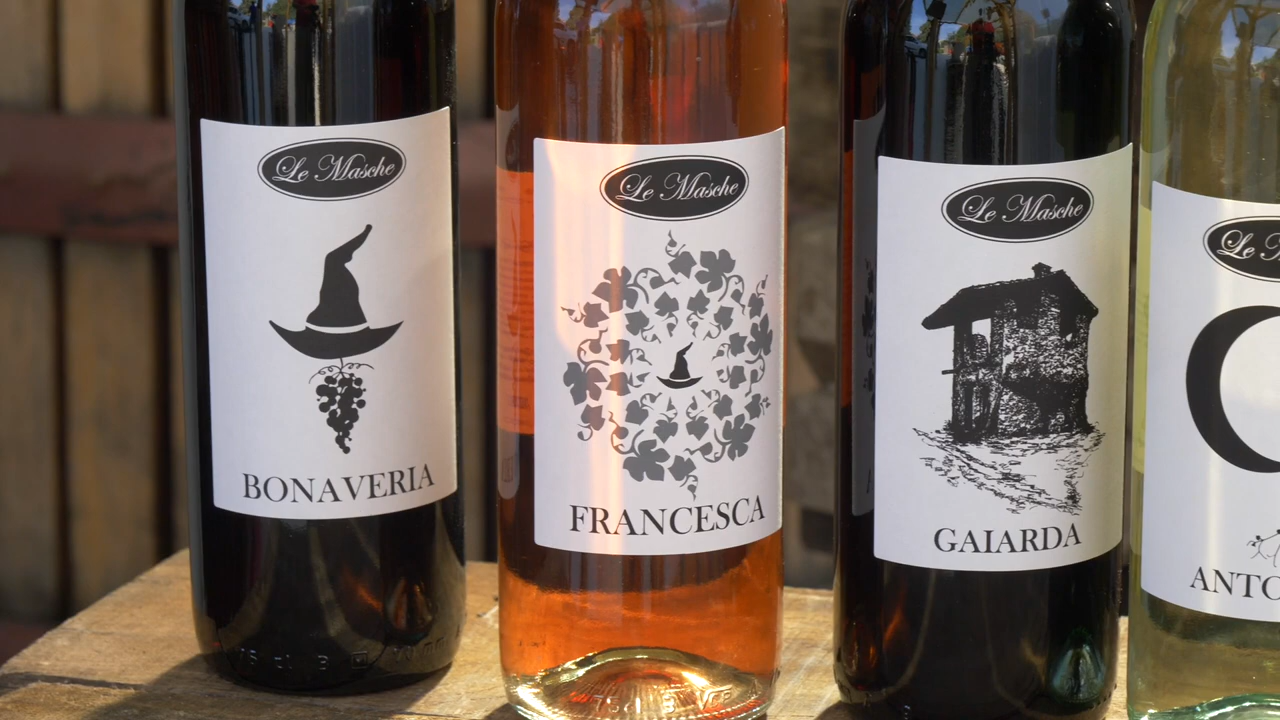 Le Masche
BONAVERIA
Le Masche
FRANCESCA
Le Masche
GAIARDA
Le
ANTO